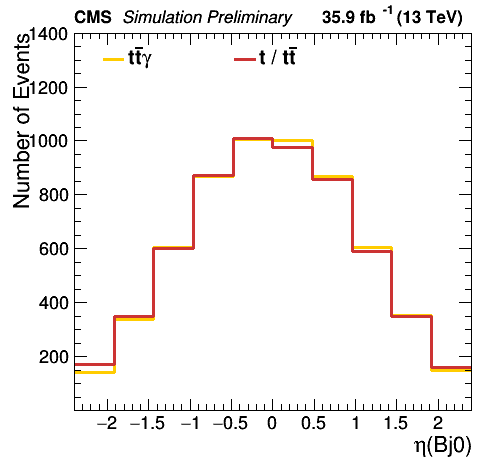 CMS Simulation Preliminary 35.9 fb⁻¹ (13 TeV)
Number of Events
tt̄γ t / tt̄
1400
1200
1000
800
600
400
200
−2 −1.5 −1 −0.5 0 0.5 1 1.5 2
η(Bj0)